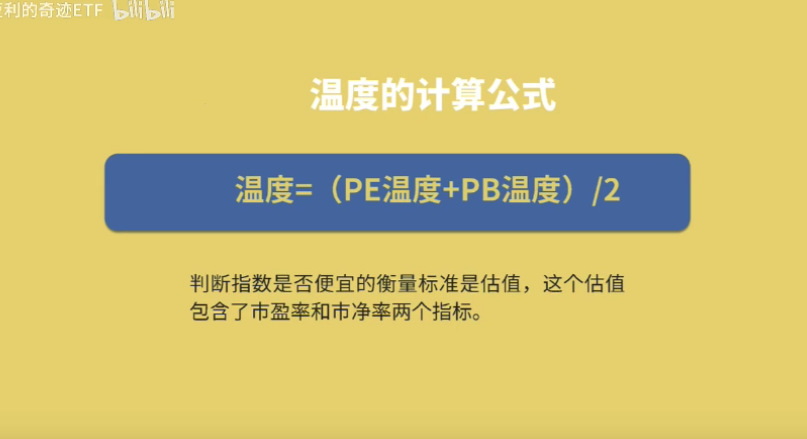 利的奇迹ETF bilibili
温度的计算公式
温度=（PE温度+PB温度）/2
判断指数是否便宜的衡量标准是估值，这个估值
包含了市盈率和市净率两个指标。